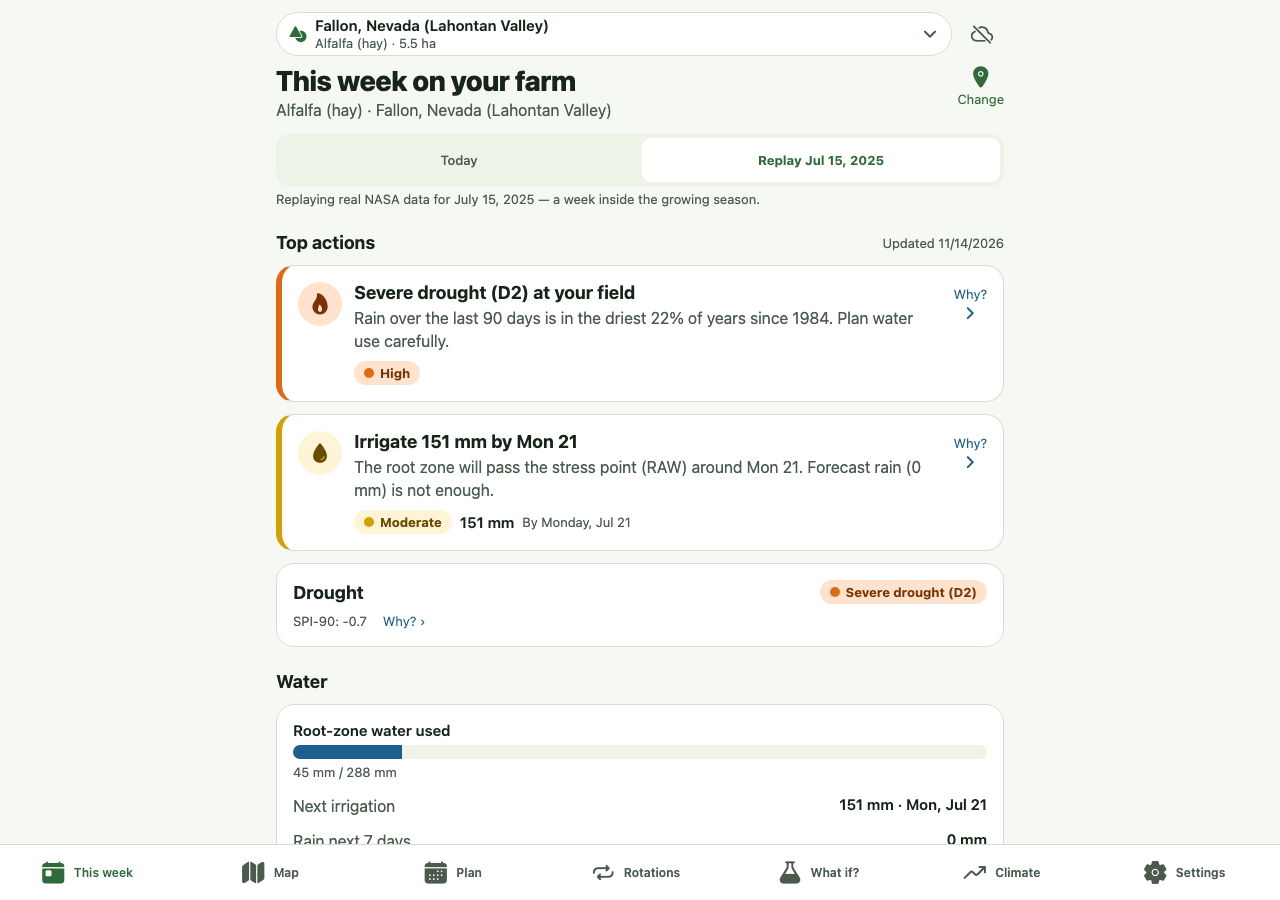 Fallon, Nevada (Lahontan Valley)
Alfalfa (hay) · 5.5 ha
This week on your farm
Alfalfa (hay) · Fallon, Nevada (Lahontan Valley)
Change
Today
Replay Jul 15, 2025
Replaying real NASA data for July 15, 2025 — a week inside the growing season.
Top actions
Updated 11/14/2026
Severe drought (D2) at your field
Why?
Rain over the last 90 days is in the driest 22% of years since 1984. Plan water
use carefully.
High
Irrigate 151 mm by Mon 21
Why?
The root zone will pass the stress point (RAW) around Mon 21. Forecast rain (0
mm) is not enough.
Moderate 151 mm By Monday, Jul 21
Drought
Severe drought (D2)
SPI-90: -0.7 Why? ›
Water
Root-zone water used
45 mm / 288 mm
Next irrigation
151 mm · Mon, Jul 21
Rain next 7 days
0 mm
This week
Map
Plan
Rotations
What if?
Climate
Settings